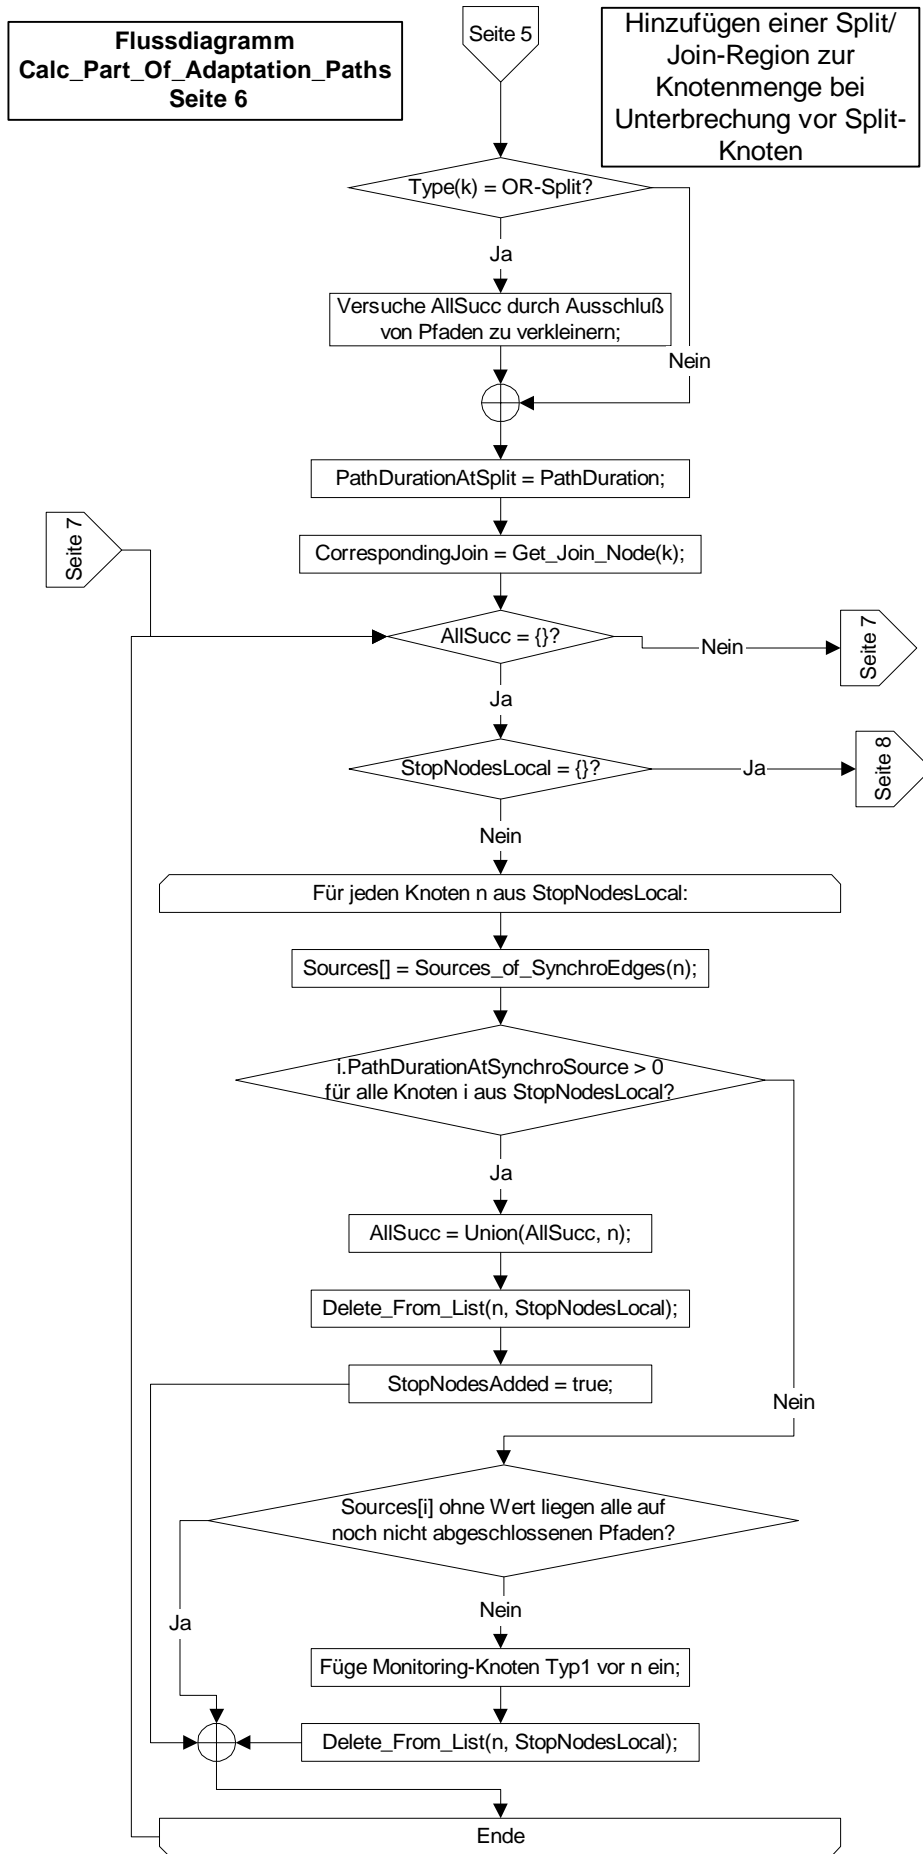 Flussdiagramm
Calc_Part_Of_Adaptation_Paths
Seite 6
Seite 5
Hinzufügen einer Split/
Join-Region zur
Knotenmenge bei
Unterbrechung vor Split-
Knoten
Type(k) = OR-Split?
Ja
Versuche AllSucc durch Ausschluß
von Pfaden zu verkleinern;
Nein
PathDurationAtSplit = PathDuration;
Seite 7
CorrespondingJoin = Get_Join_Node(k);
AllSucc = {}?
Nein
Seite 7
Ja
StopNodesLocal = {}?
Ja
Seite 8
Nein
Für jeden Knoten n aus StopNodesLocal:
Sources[] = Sources_of_SynchroEdges(n);
i.PathDurationAtSynchroSource > 0
für alle Knoten i aus StopNodesLocal?
Ja
AllSucc = Union(AllSucc, n);
Delete_From_List(n, StopNodesLocal);
StopNodesAdded = true;
Nein
Sources[i] ohne Wert liegen alle auf
noch nicht abgeschlossenen Pfaden?
Nein
Ja
Füge Monitoring-Knoten Typ1 vor n ein;
Delete_From_List(n, StopNodesLocal);
Ende